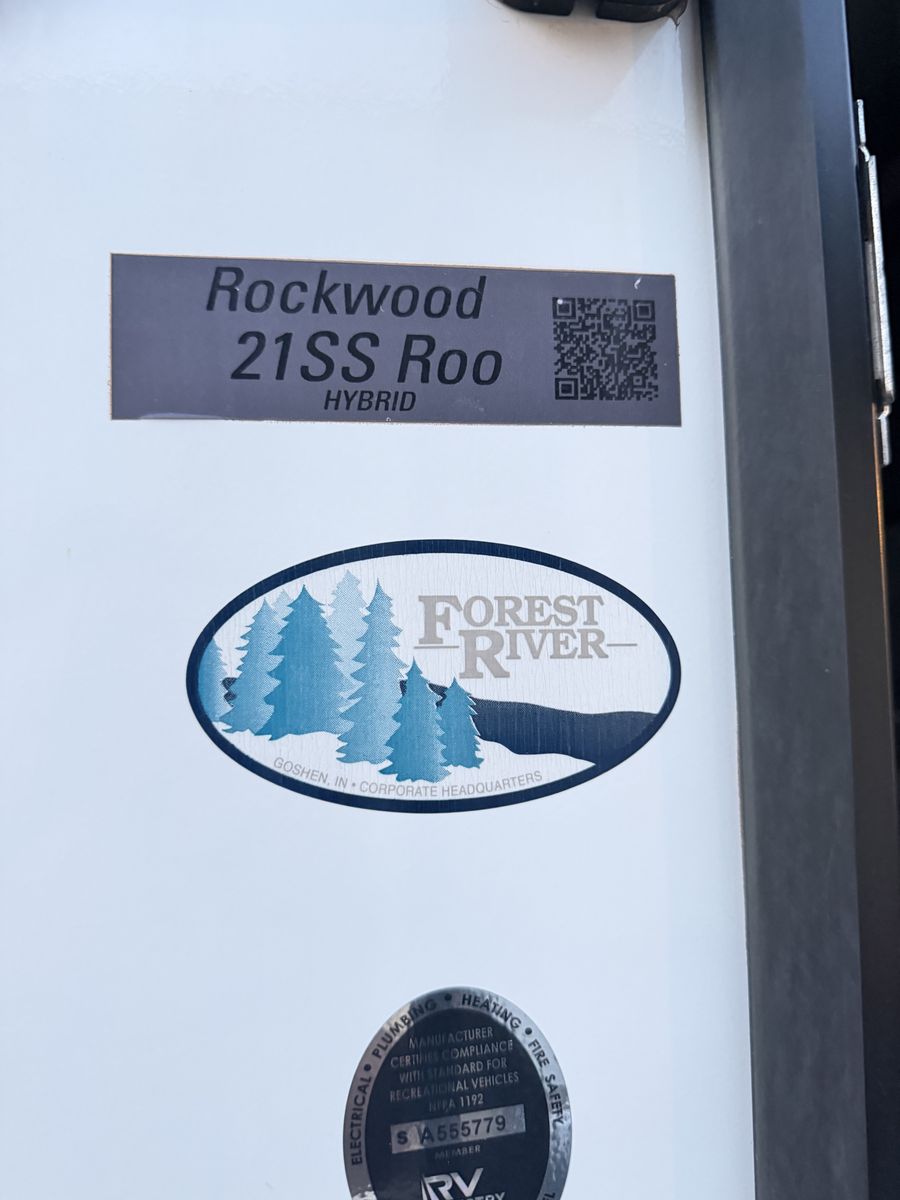 Rockwood
21SS Roo
HYBRID
FOREST
RIVER
GOSHEN, IN • CORPORATE HEADQUARTERS
ELECTRICAL • PLUMBING • HEATING • FIRE SAFETY
MANUFACTURER
CERTIFIES COMPLIANCE
WITH STANDARD FOR
RECREATIONAL VEHICLES
NFPA 1192
S A555779
MEMBER
RV